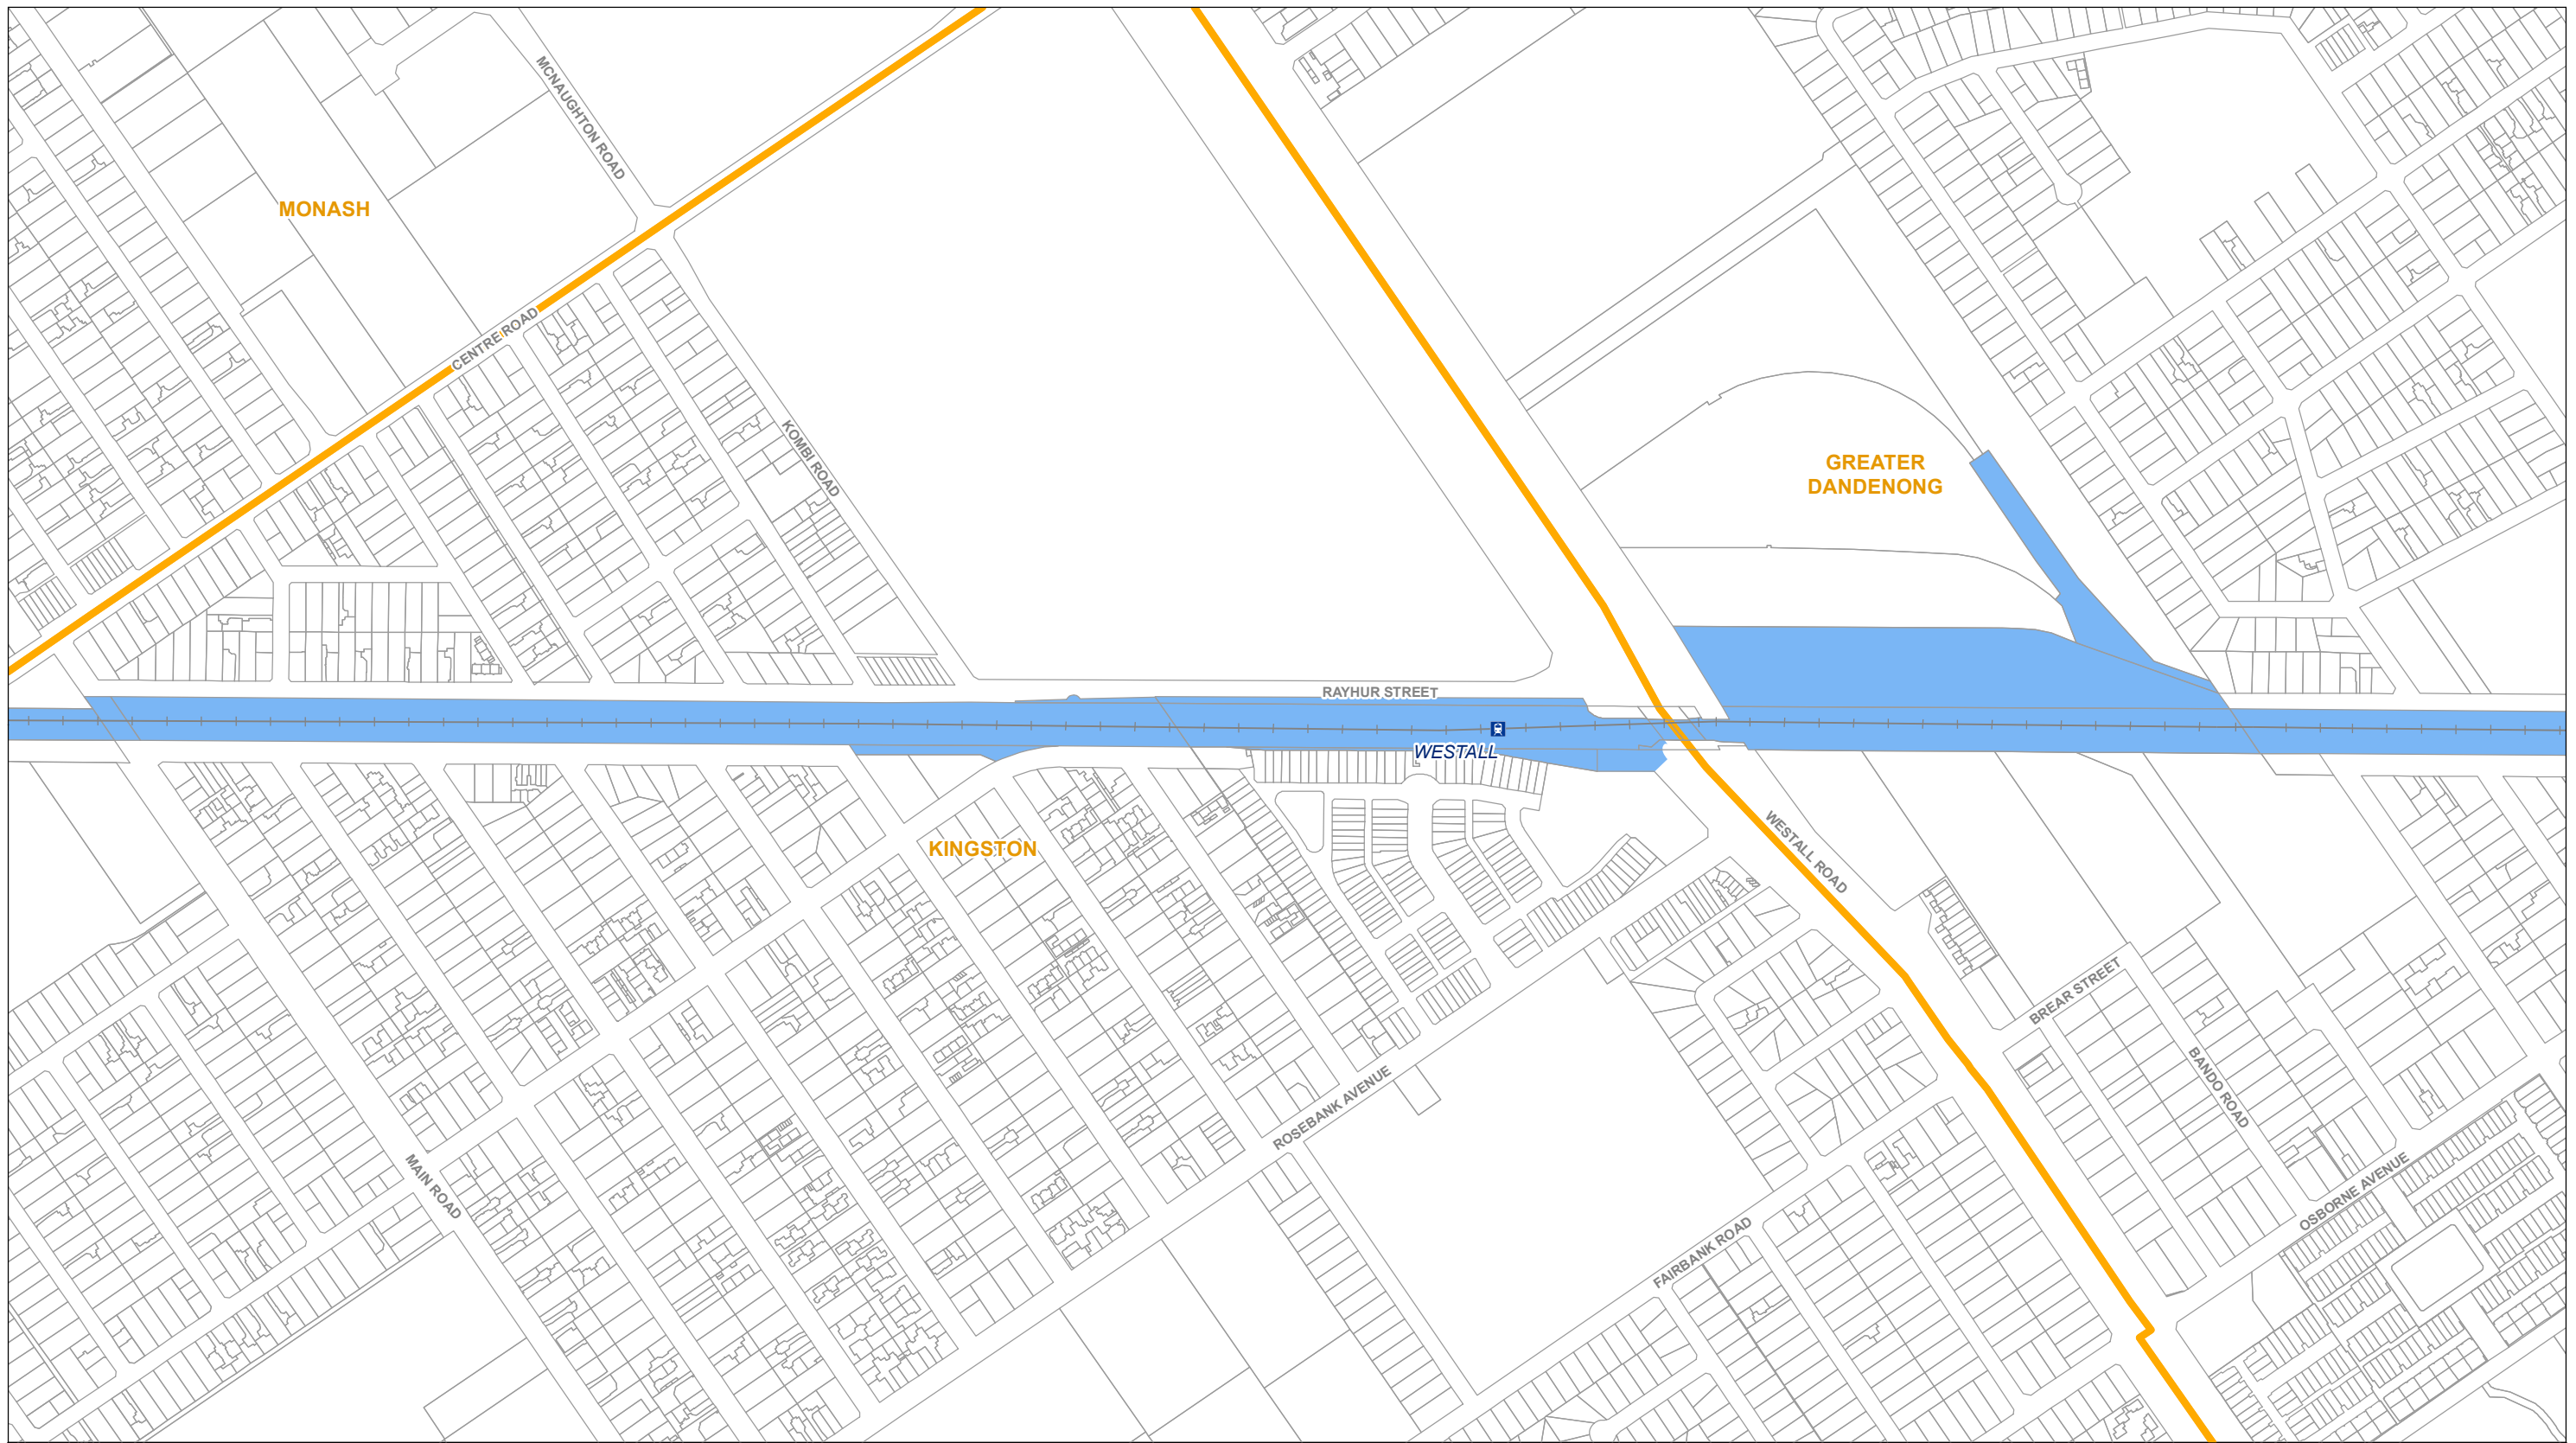 MCNAUGHTON ROAD
MONASH
CENTRE ROAD
KOMBI ROAD
GREATER
DANDENONG
RAYHUR STREET
WESTALL
KINGSTON
WESTALL ROAD
BREAR STREET
BANDO ROAD
ROSEBANK AVENUE
MAIN ROAD
OSBORNE AVENUE
FAIRBANK ROAD